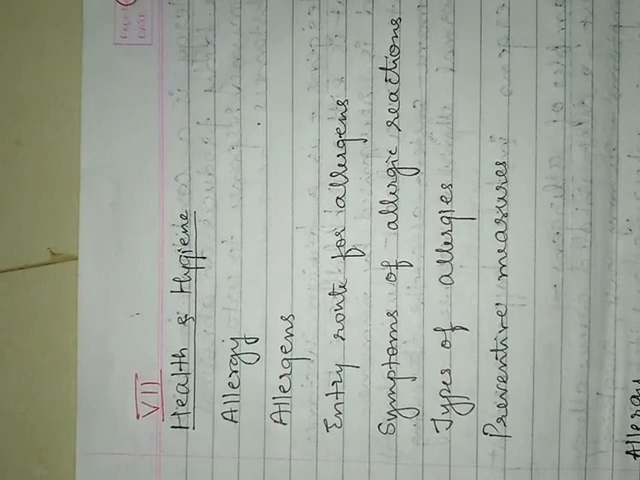 VII
Health & Hygiene
Allergy
Allergens
Entry route for allergens
Symptoms of allergic reactions
Types of allergies
Preventive measures